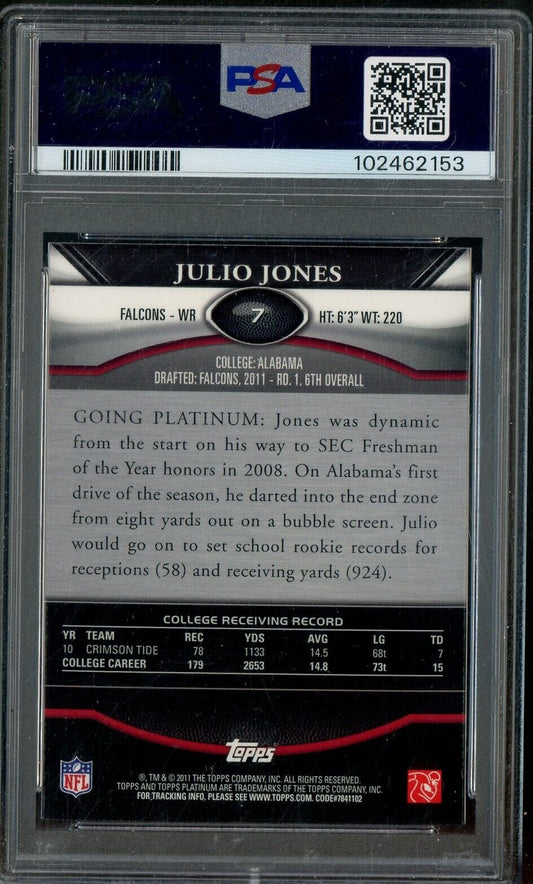 PSA
102462153
JULIO JONES
FALCONS - WR 7 HT: 6'3" WT: 220
COLLEGE: ALABAMA
DRAFTED: FALCONS, 2011 - RD. 1, 6TH OVERALL
GOING PLATINUM: Jones was dynamic
from the start on his way to SEC Freshman
of the Year honors in 2008. On Alabama's first
drive of the season, he darted into the end zone
from eight yards out on a bubble screen. Julio
would go on to set school rookie records for
receptions (58) and receiving yards (924).
COLLEGE RECEIVING RECORD
YR TEAM REC YDS AVG LG TD
10 CRIMSON TIDE 78 1133 14.5 68t 7
COLLEGE CAREER 179 2653 14.8 73t 15
topps
NFL
®, TM & © 2011 THE TOPPS COMPANY, INC. ALL RIGHTS RESERVED.
TOPPS AND TOPPS PLATINUM ARE TRADEMARKS OF THE TOPPS COMPANY, INC.
FOR TRACKING INFO, PLEASE SEE WWW.TOPPS.COM. CODE#7841102